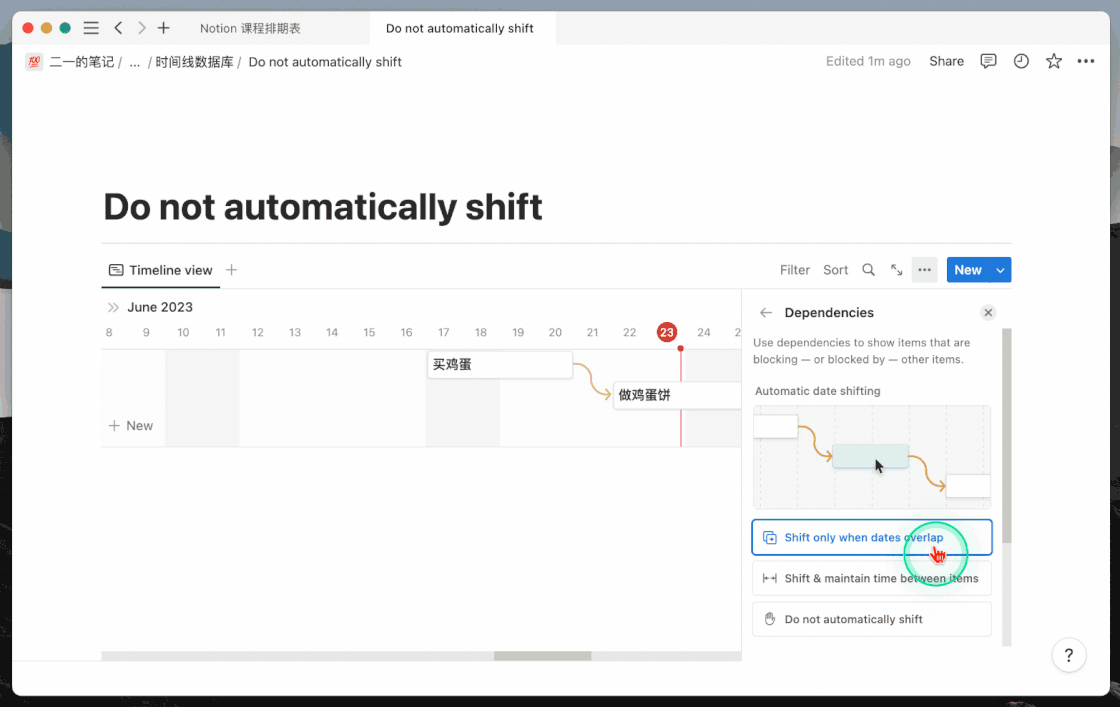 Notion 课程排期表
Do not automatically shift
💯 二一的笔记 / ... / 时间线数据库 / Do not automatically shift
Edited 1m ago
Share
Do not automatically shift
Timeline view
Filter
Sort
New
June 2023
8 9 10 11 12 13 14 15 16 17 18 19 20 21 22 23 24 2
买鸡蛋
做鸡蛋饼
New
Dependencies
Use dependencies to show items that are
blocking — or blocked by — other items.
Automatic date shifting
Shift only when dates overlap
Shift & maintain time between items
Do not automatically shift
?